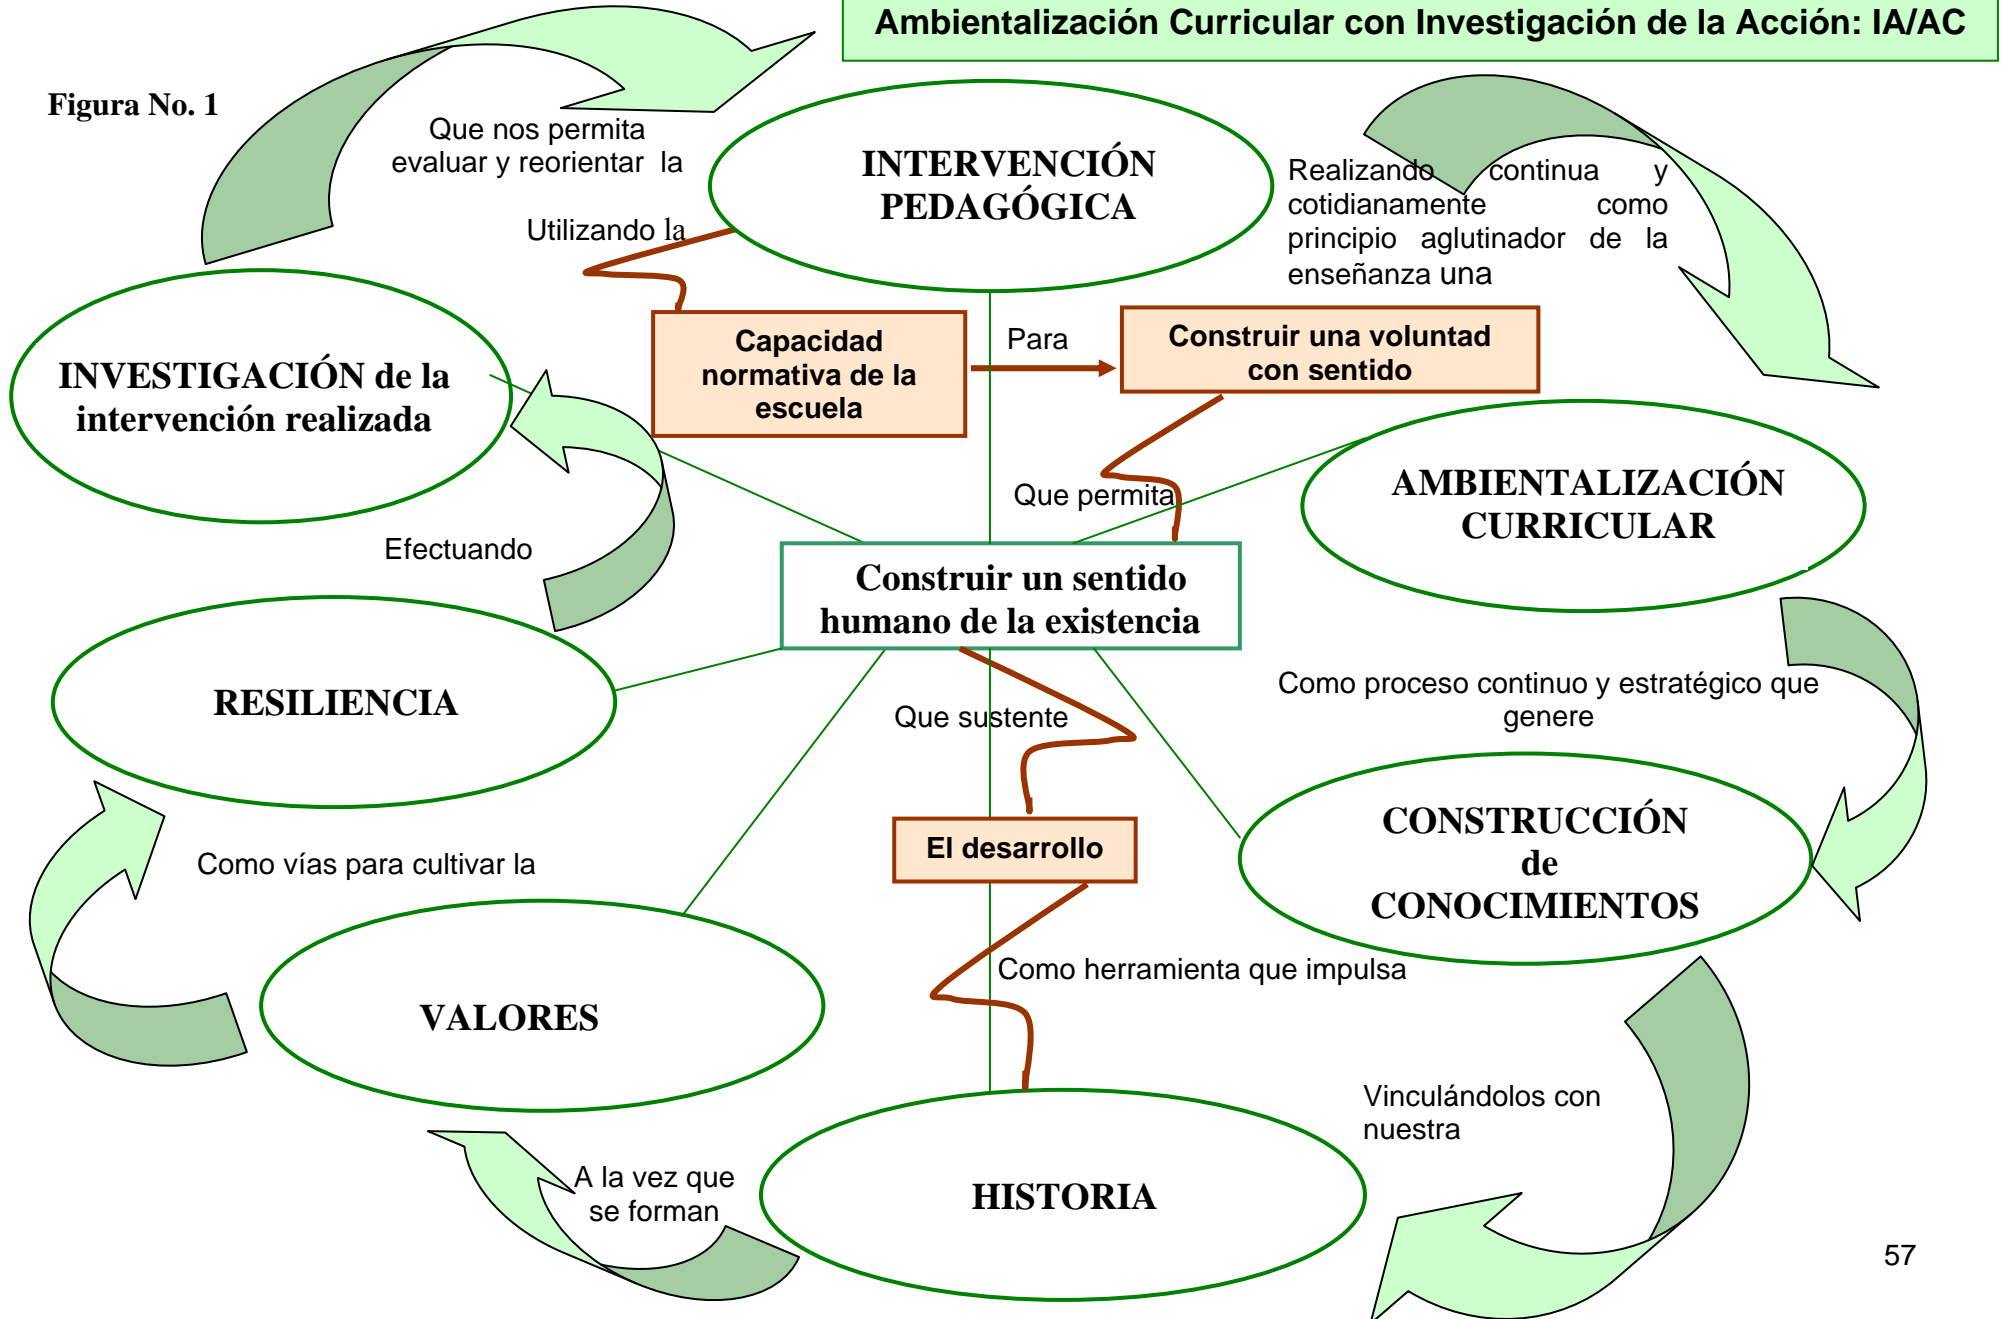 Ambientalización Curricular con Investigación de la Acción: IA/AC
Figura No. 1
Que nos permita
evaluar y reorientar la
INTERVENCIÓN
PEDAGÓGICA
Realizando continua y
cotidianamente como
principio aglutinador de la
enseñanza una
Utilizando la
Capacidad
normativa de la
escuela
Para
Construir una voluntad
con sentido
INVESTIGACIÓN de la
intervención realizada
Que permita
AMBIENTALIZACIÓN
CURRICULAR
Efectuando
Construir un sentido
humano de la existencia
RESILIENCIA
Que sustente
Como proceso continuo y estratégico que
genere
El desarrollo
CONSTRUCCIÓN
de
CONOCIMIENTOS
Como vías para cultivar la
Como herramienta que impulsa
VALORES
Vinculándolos con
nuestra
A la vez que
se forman
HISTORIA
57